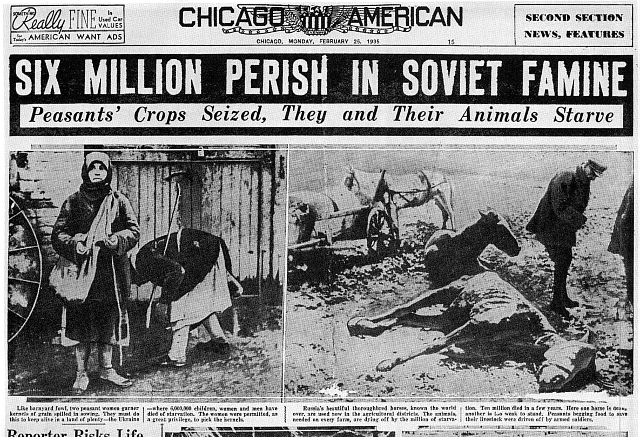 SOMETHING
Really FINE in
Used Car
VALUES
See Today's AMERICAN WANT ADS
CHICAGO AMERICAN
CHICAGO, MONDAY, FEBRUARY 25, 1935
15
SECOND SECTION
NEWS, FEATURES
SIX MILLION PERISH IN SOVIET FAMINE
Peasants' Crops Seized, They and Their Animals Starve
Like barnyard fowl, two peasant women garner
kernels of grain spilled in sowing. They must do
this to keep alive in a land of plenty—the Ukraine
—where 6,000,000 children, women and men have
died of starvation. The women were permitted, as
a great privilege, to pick the kernels.
Russia's beautiful thoroughbred horses, known the world
over, are used now in the agricultural districts. The animals,
needed on every farm, are dying off by the million of starva-
tion. Ten million died in a few years. Here one horse is down,
another is too weak to stand. Peasants begging food to save
their livestock were driven off by armed soldiers.
Reporter Risks Life